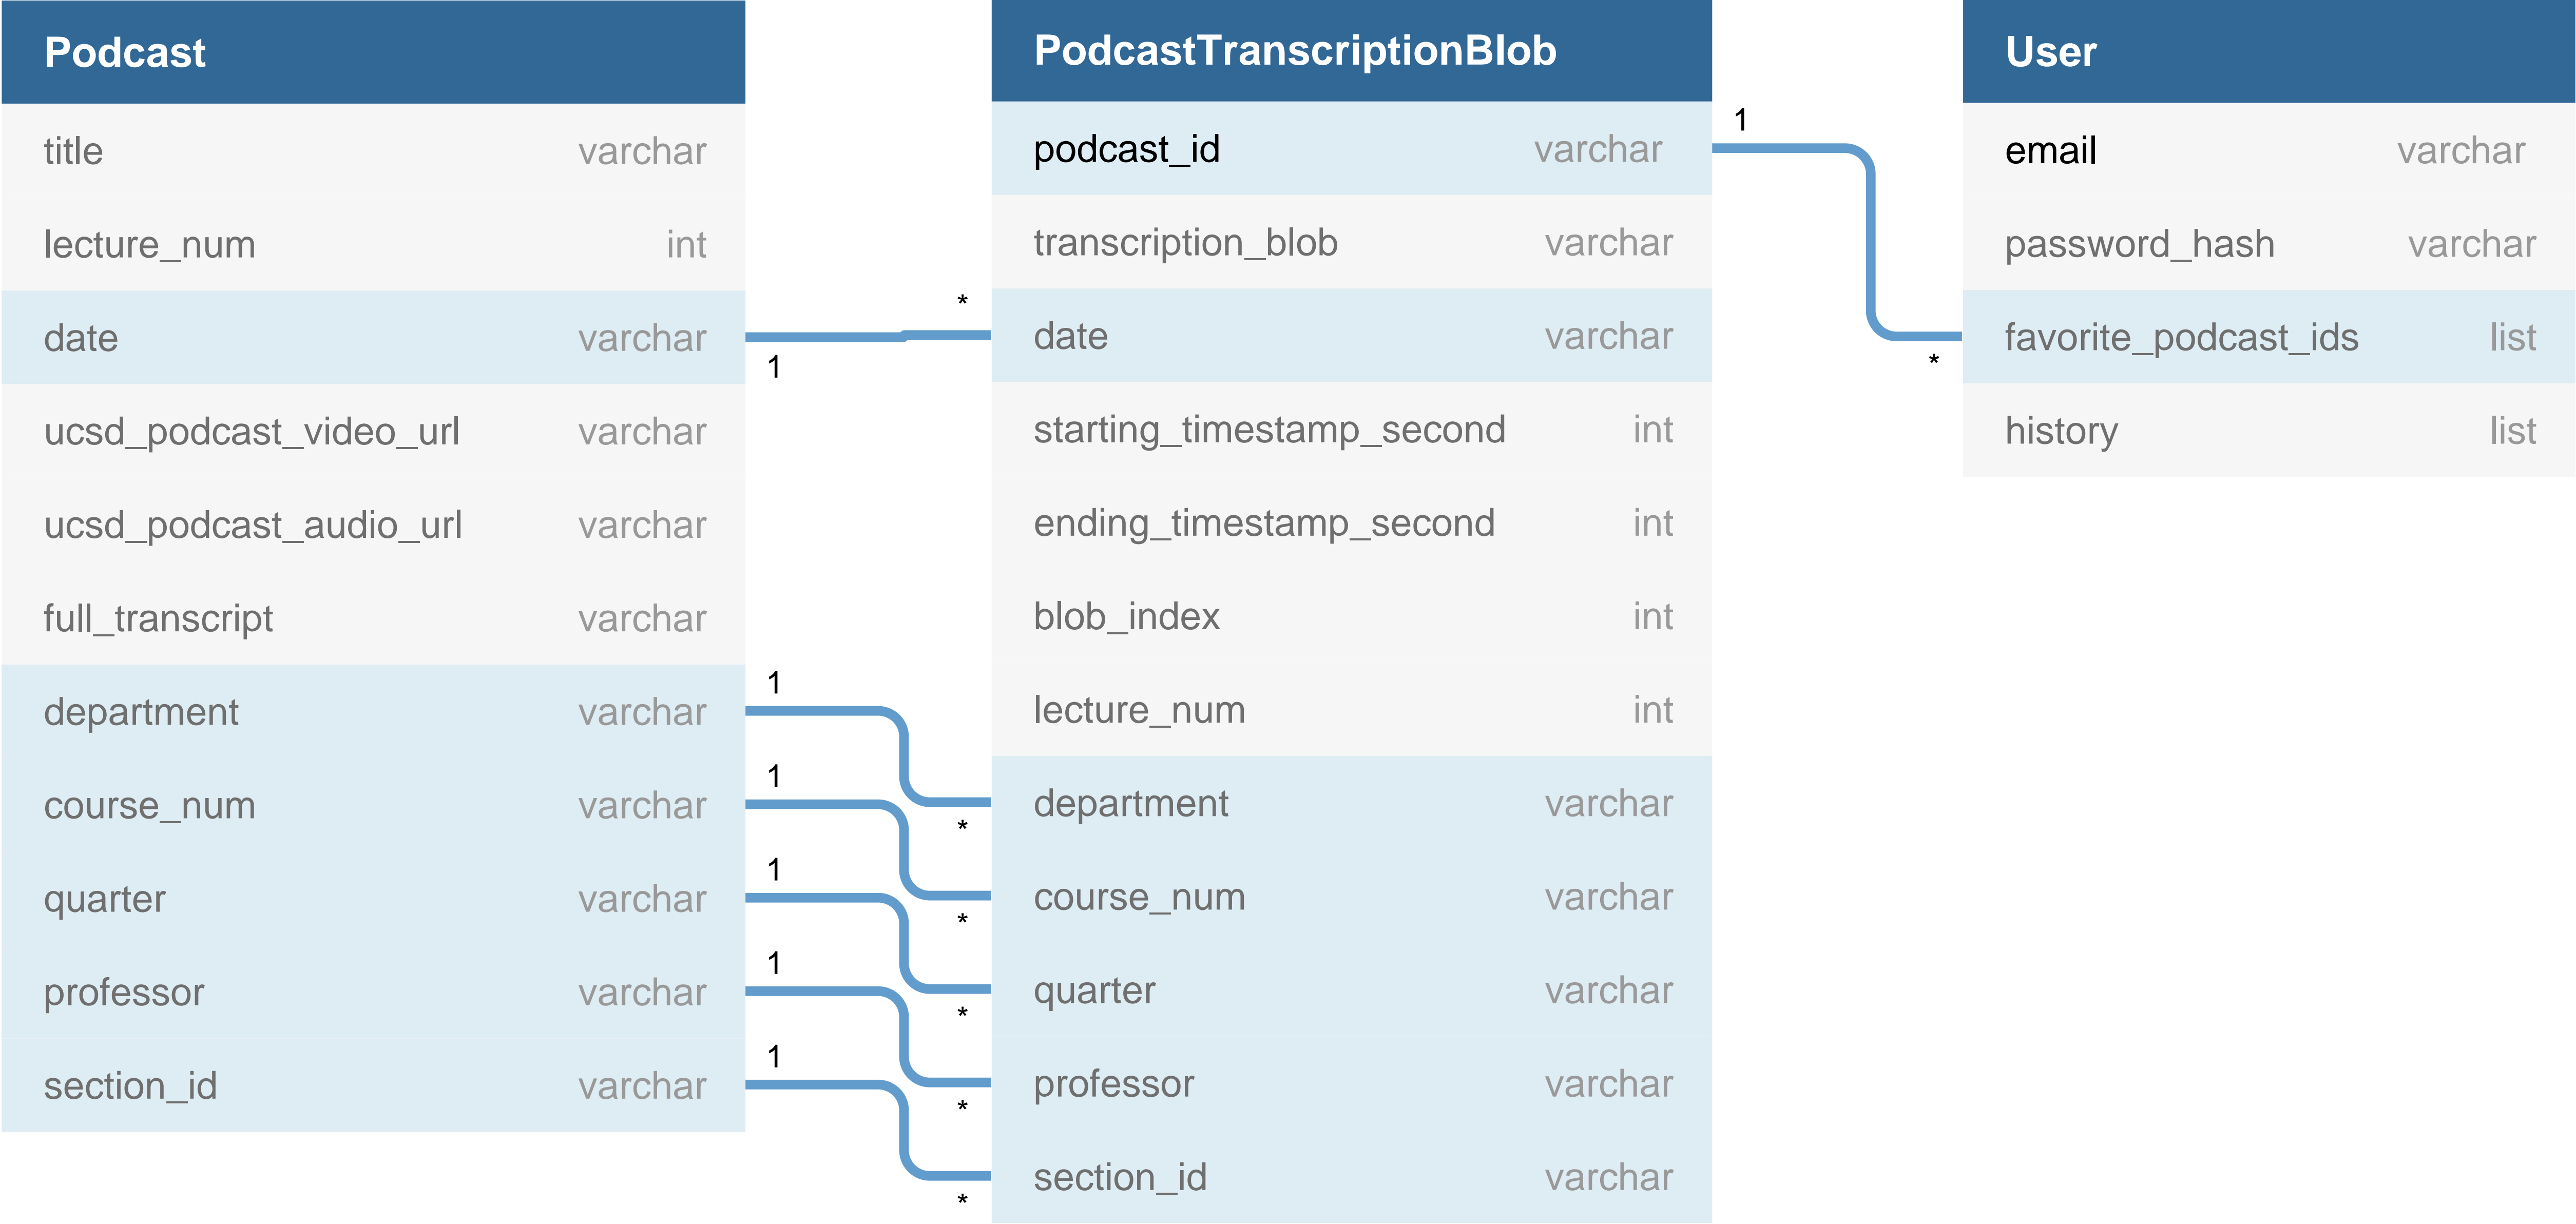 Podcast
title varchar
lecture_num int
date varchar
ucsd_podcast_video_url varchar
ucsd_podcast_audio_url varchar
full_transcript varchar
department varchar
course_num varchar
quarter varchar
professor varchar
section_id varchar
1
*
1
*
1
*
1
*
1
*
1
*
PodcastTranscriptionBlob
podcast_id varchar
transcription_blob varchar
date varchar
starting_timestamp_second int
ending_timestamp_second int
blob_index int
lecture_num int
department varchar
course_num varchar
quarter varchar
professor varchar
section_id varchar
1
*
User
email varchar
password_hash varchar
favorite_podcast_ids list
history list